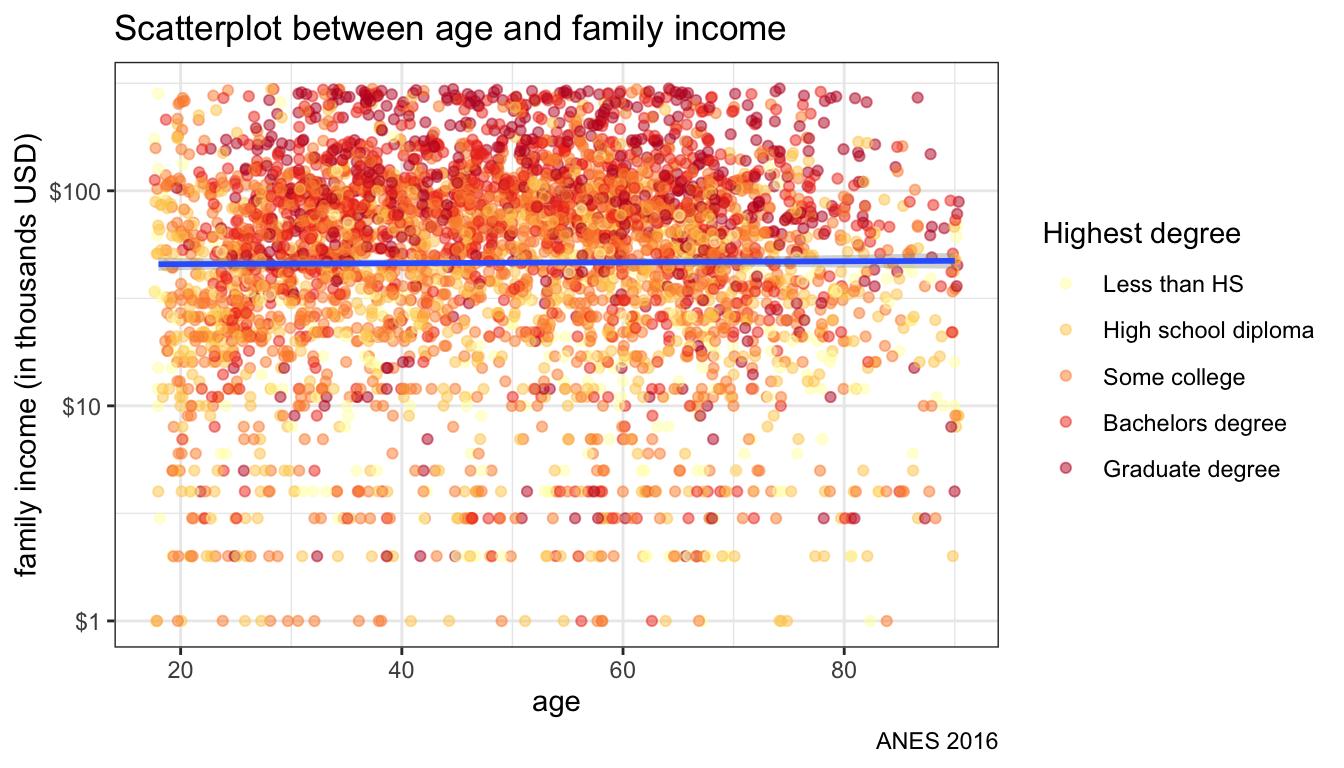 Scatterplot between age and family income
family income (in thousands USD)
$100
$10
$1
20 40 60 80
age
Highest degree
Less than HS
High school diploma
Some college
Bachelors degree
Graduate degree
ANES 2016